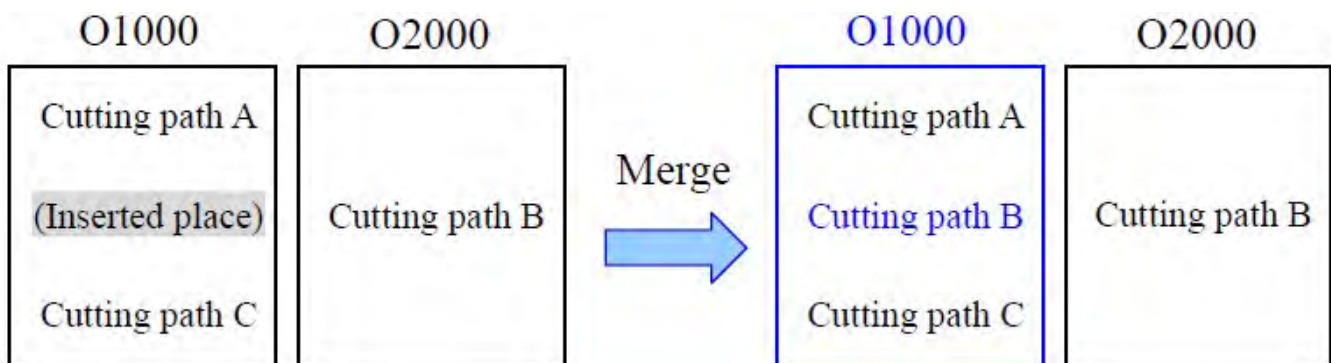 O1000
O2000
Cutting path A
(Inserted place)
Cutting path C
Cutting path B
Merge
O1000
O2000
Cutting path A
Cutting path B
Cutting path C
Cutting path B